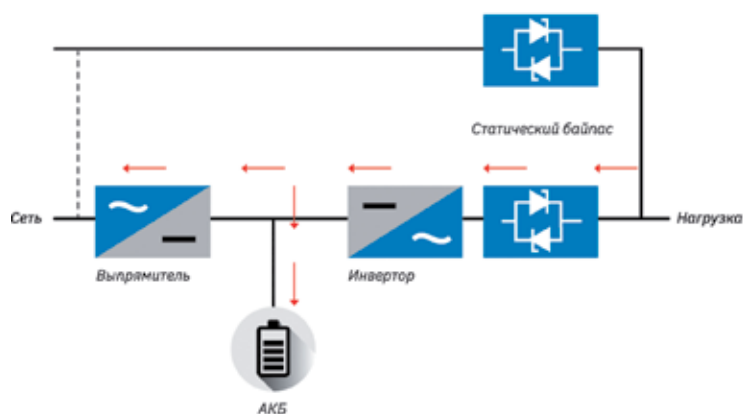 Статический байпас
Сеть
Нагрузка
Выпрямитель
Инвертор
АКБ